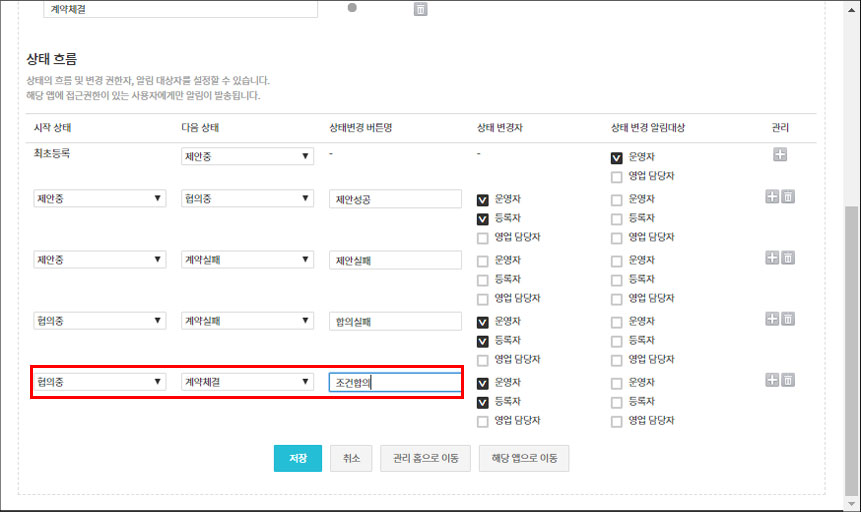 계약체결
상태 흐름
상태의 흐름 및 변경 권한자, 알림 대상자를 설정할 수 있습니다.
해당 앱에 접근권한이 있는 사용자에게만 알림이 발송됩니다.
시작 상태 다음 상태 상태변경 버튼명 상태 변경자 상태 변경 알림대상 관리
최초등록 제안중 - - 운영자
영업 담당자
제안중 협의중 제안성공 운영자 운영자
등록자 등록자
영업 담당자 영업 담당자
제안중 계약실패 제안실패 운영자 운영자
등록자 등록자
영업 담당자 영업 담당자
협의중 계약실패 합의실패 운영자 운영자
등록자 등록자
영업 담당자 영업 담당자
협의중 계약체결 조건합의 운영자 운영자
등록자 등록자
영업 담당자 영업 담당자
저장 취소 관리 홈으로 이동 해당 앱으로 이동